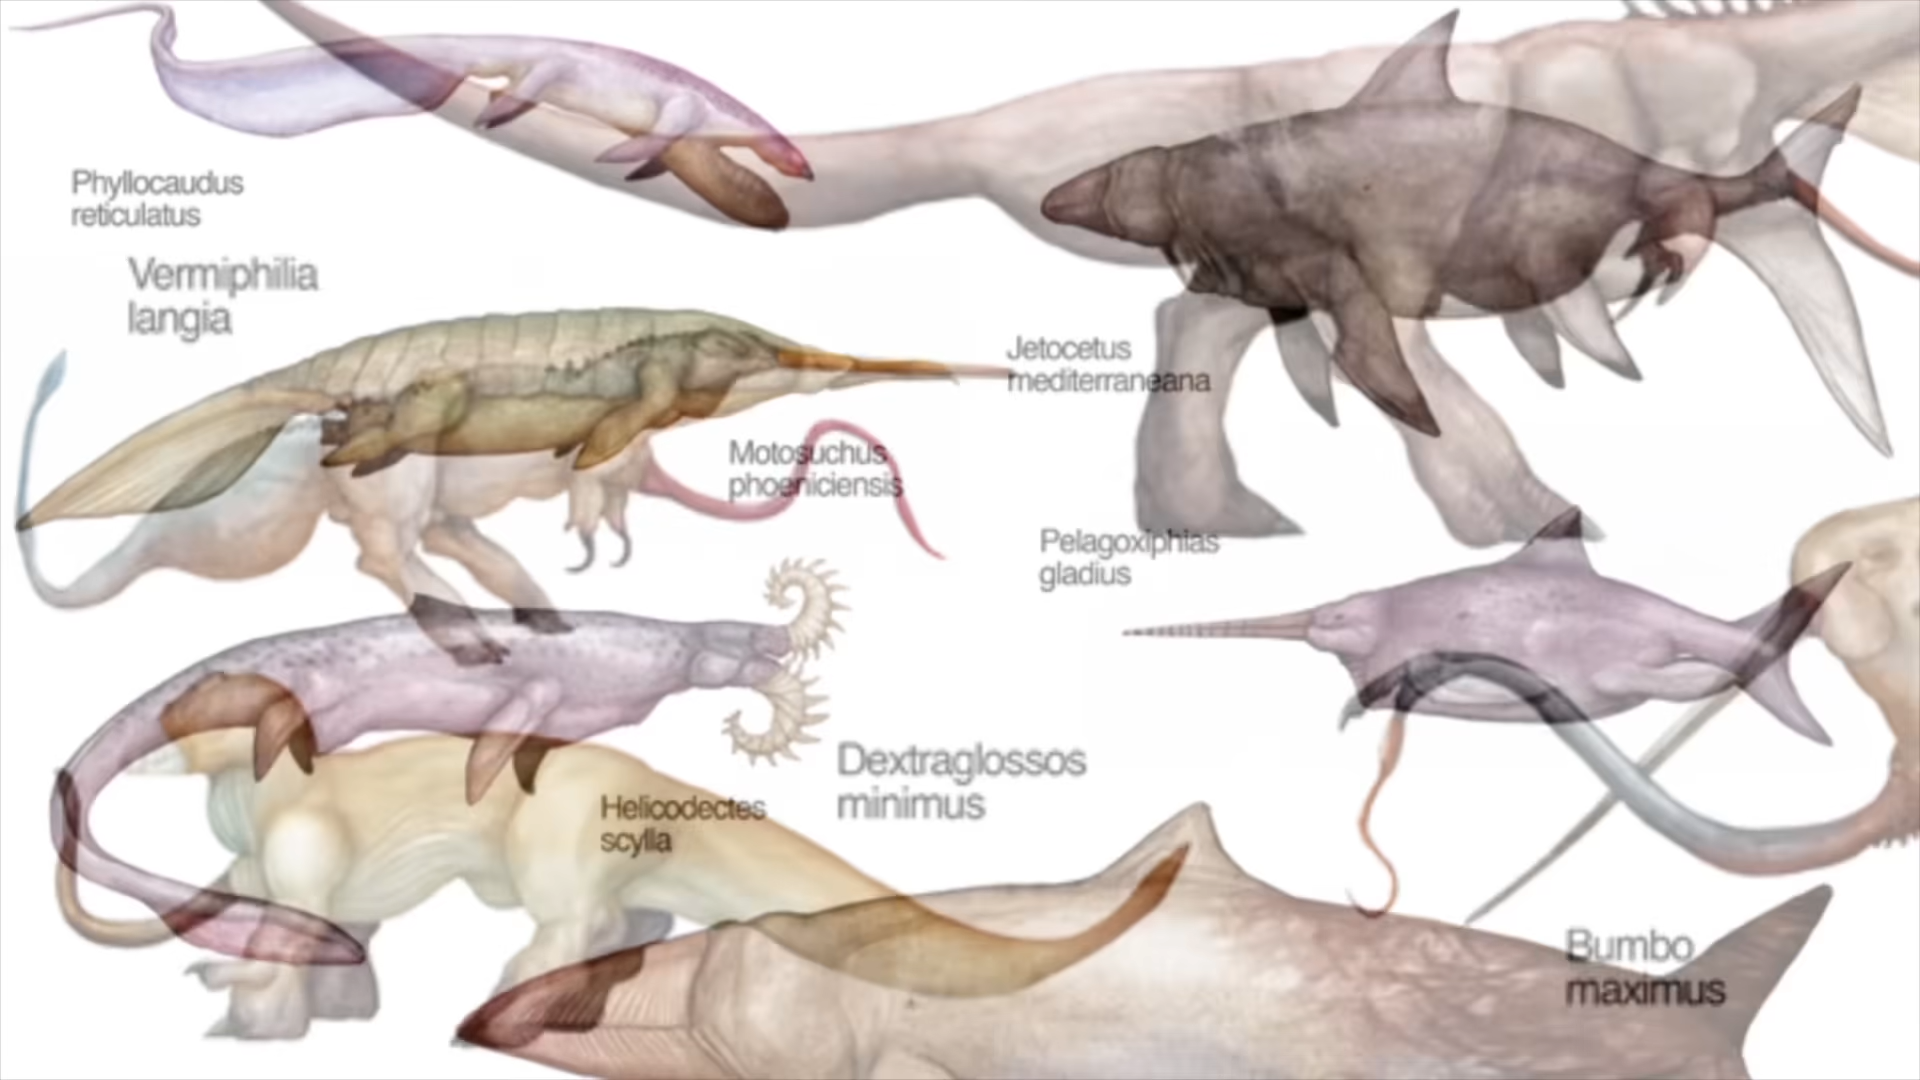 Phyllocaudus
reticulatus
Vermiphilia
langia
Jetocetus
mediterraneana
Motosuchus
phoeniciensis
Pelagoxiphias
gladius
Dextraglossos
minimus
Helicodectes
scylla
Bumbo
maximus